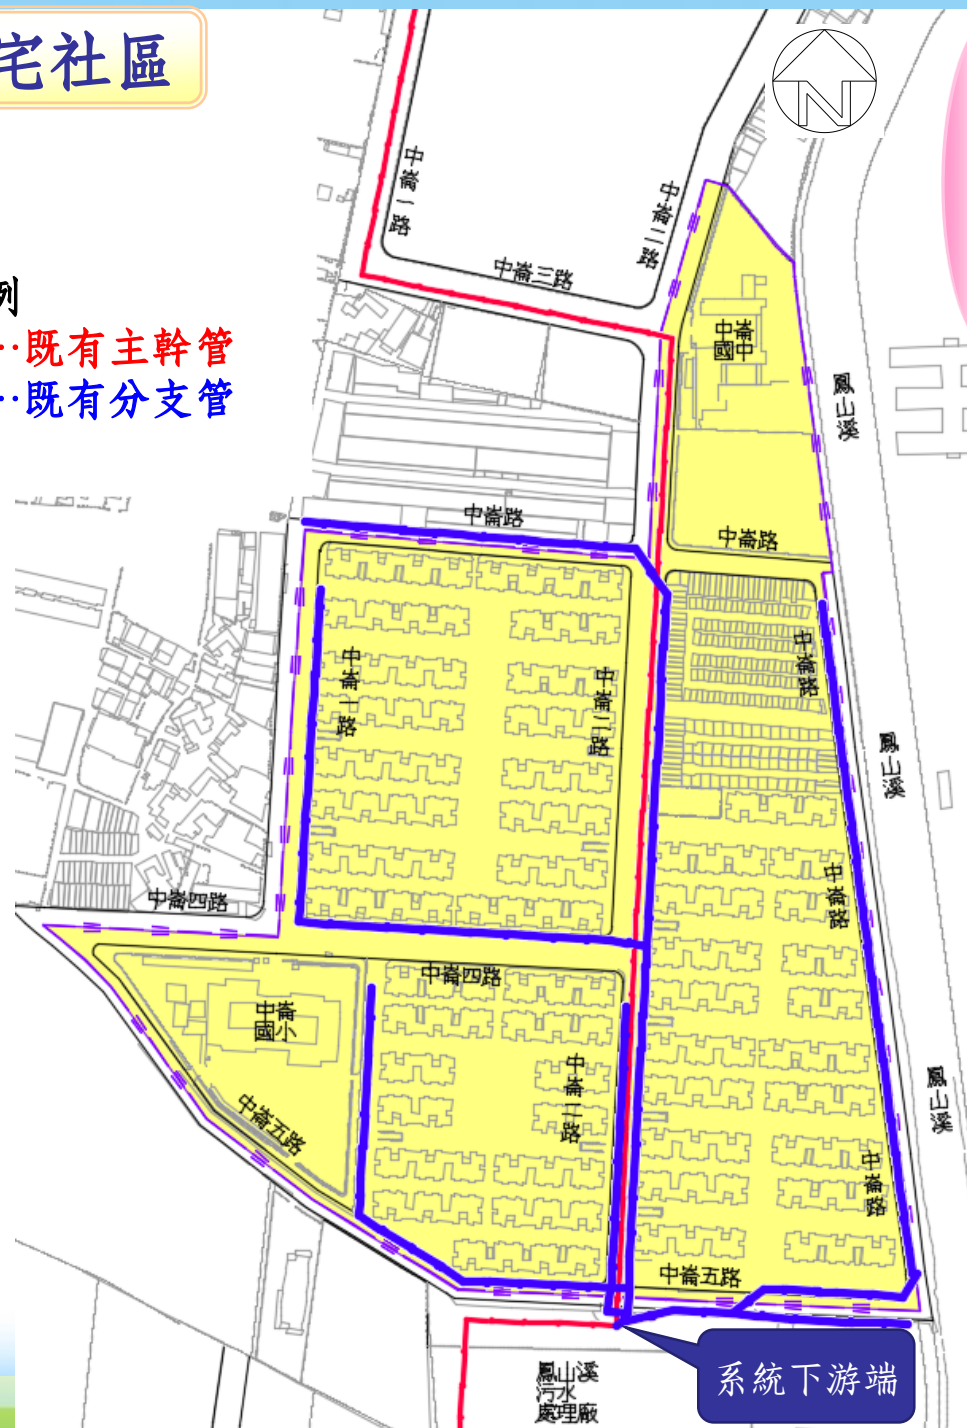 宅社區
N
中崙一路
中崙二路
中崙三路
例
‥既有主幹管
‥既有分支管
中崙
國中
鳳山溪
中崙路
中崙路
中崙一路
中崙二路
中崙路
鳳山溪
中崙路
中崙四路
中崙四路
中崙
國小
中崙二路
鳳山溪
中崙五路
中崙路
中崙五路
鳳山溪
污水
處理廠
系統下游端